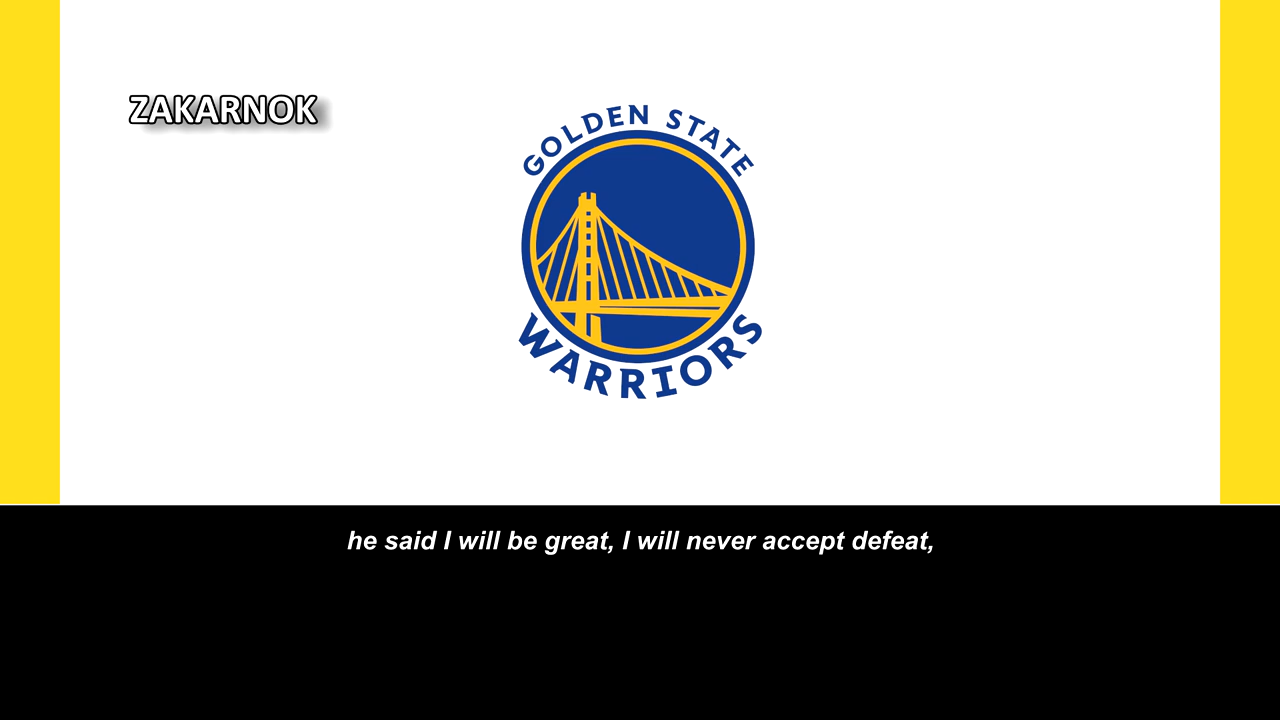 ZAKARNOK
GOLDEN STATE
WARRIORS
he said I will be great, I will never accept defeat,